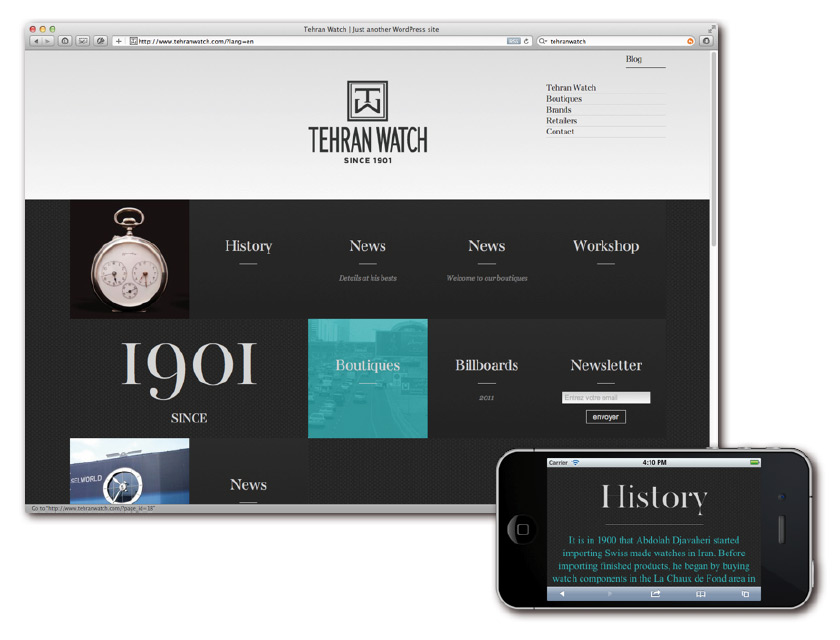 Tehran Watch | Just another WordPress site
http://www.tehranwatch.com/?lang=en
tehranwatch
Blog
Tehran Watch
Boutiques
Brands
Retailers
Contact
TW
TEHRAN WATCH
SINCE 1901
History
News
News
Workshop
Details at his bests
Welcome to our boutiques
1901
SINCE
Boutiques
Billboards
Newsletter
2011
Entrez votre email
envoyer
SELWORLD
News
Go to "http://www.tehranwatch.com/?page_id=18"
Carrier
4:10 PM
History
It is in 1900 that Abdolah Djavaheri started
importing Swiss made watches in Iran. Before
importing finished products, he began by buying
watch components in the La Chaux de Fond area in